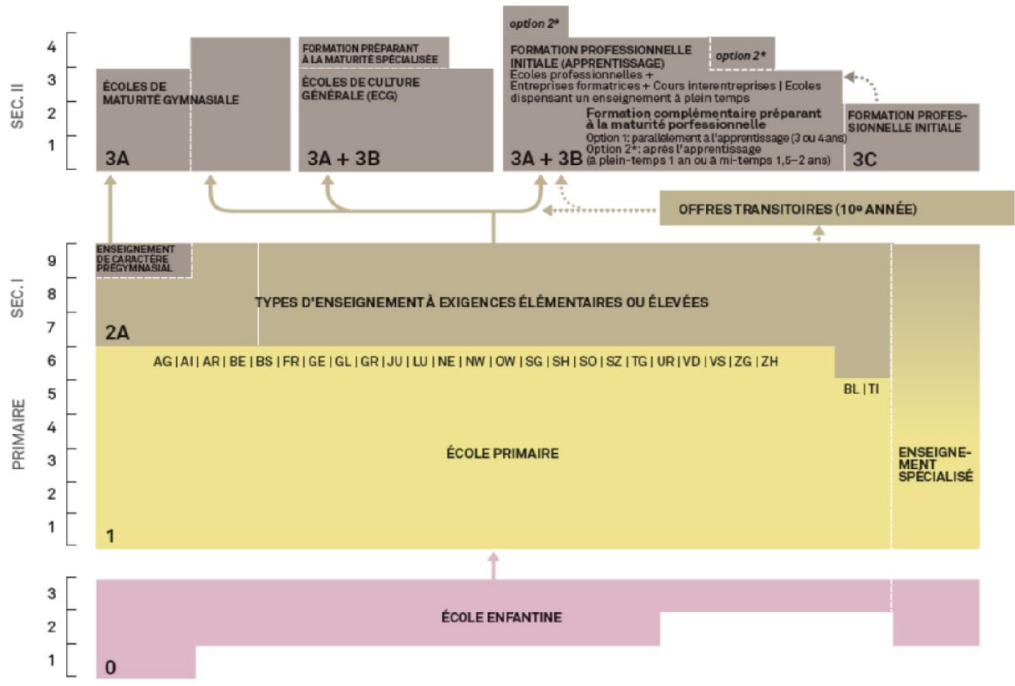 SEC. II
4
3
2
1
option 2*
FORMATION PRÉPARANT
À LA MATURITÉ SPÉCIALISÉE
ÉCOLES DE
MATURITÉ GYMNASIALE
3A
ÉCOLES DE CULTURE
GÉNÉRALE (ECG)
3A + 3B
FORMATION PROFESSIONNELLE
INITIALE (APPRENTISSAGE)
option 2*
Ecoles professionnelles +
Entreprises formatrices + Cours interentreprises | Ecoles
dispensant un enseignement à plein temps
Formation complémentaire préparant
à la maturité porfessionnelle
Option 1: parallèlement à l'apprentissage (3 ou 4 ans)
Option 2*: après l'apprentissage
(à plein-temps 1 an ou à mi-temps 1,5–2 ans)
3A + 3B
FORMATION PROFES-
SIONNELLE INITIALE
3C
OFFRES TRANSITOIRES (10e ANNÉE)
SEC. I
9
8
7
ENSEIGNEMENT
DE CARACTÈRE
PRÉGYMNASIAL
TYPES D'ENSEIGNEMENT À EXIGENCES ÉLÉMENTAIRES OU ÉLEVÉES
2A
PRIMAIRE
6
5
4
3
2
1
AG | AI | AR | BE | BS | FR | GE | GL | GR | JU | LU | NE | NW | OW | SG | SH | SO | SZ | TG | UR | VD | VS | ZG | ZH
BL | TI
ÉCOLE PRIMAIRE
ENSEIGNE-
MENT
SPÉCIALISÉ
1
3
2
1
ÉCOLE ENFANTINE
0